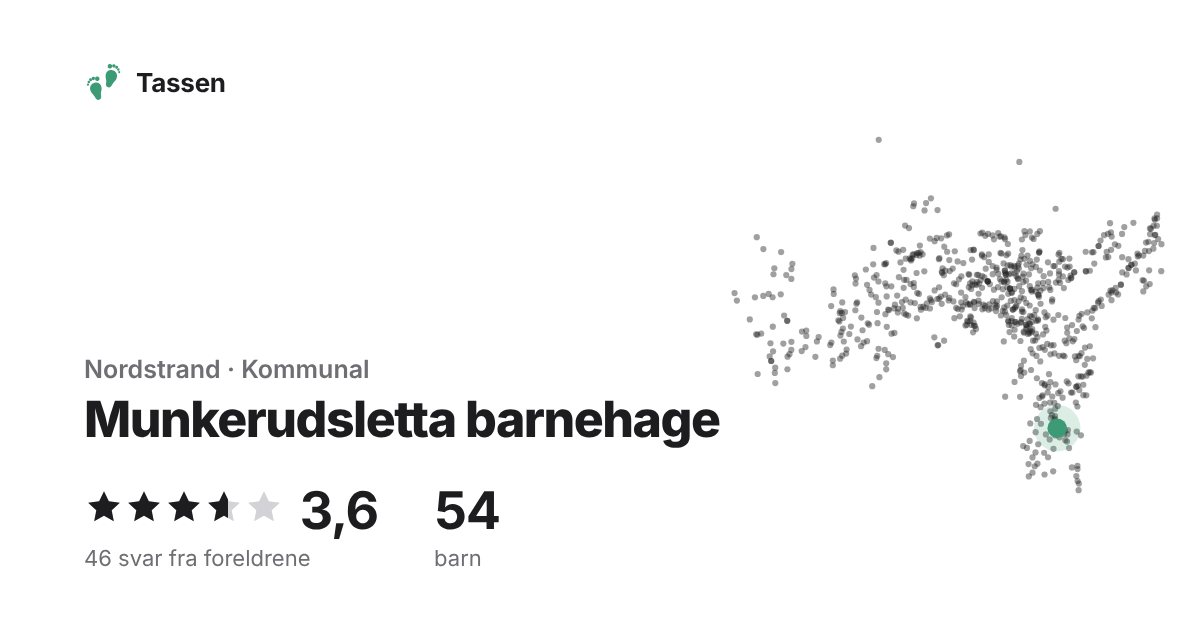 Tassen
Nordstrand · Kommunal
Munkerudsletta barnehage
3,6
54
46 svar fra foreldrene
barn